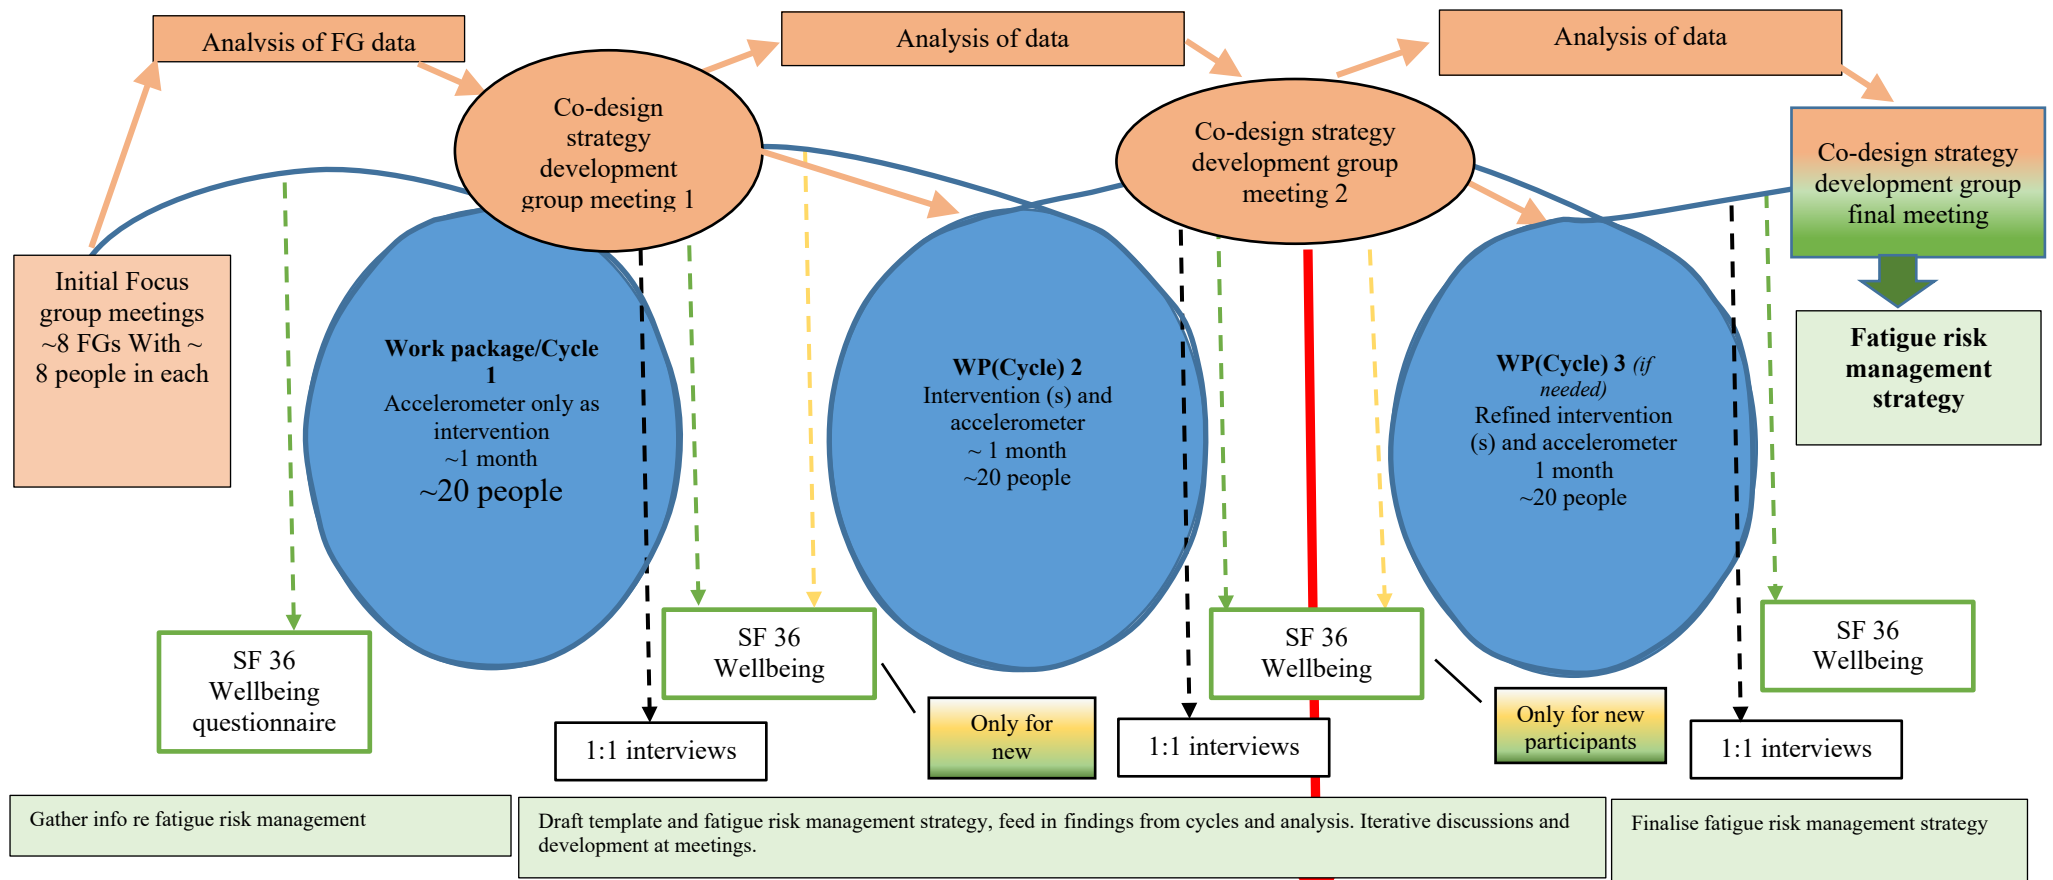 Analysis of FG data
Analysis of data
Analysis of data
Co-design
strategy
development
group meeting 1
Co-design strategy
development group
meeting 2
Co-design strategy
development group
final meeting
Initial Focus
group meetings
~8 FGs With ~
8 people in each
Work package/Cycle
1
Accelerometer only as
intervention
~1 month
~20 people
WP(Cycle) 2
Intervention (s) and
accelerometer
~ 1 month
~20 people
WP(Cycle) 3 (if
needed)
Refined intervention
(s) and accelerometer
1 month
~20 people
Fatigue risk
management
strategy
SF 36
Wellbeing
questionnaire
SF 36
Wellbeing
SF 36
Wellbeing
SF 36
Wellbeing
Only for
new
Only for new
participants
1:1 interviews
1:1 interviews
1:1 interviews
Gather info re fatigue risk management
Draft template and fatigue risk management strategy, feed in findings from cycles and analysis. Iterative discussions and
development at meetings.
Finalise fatigue risk management strategy